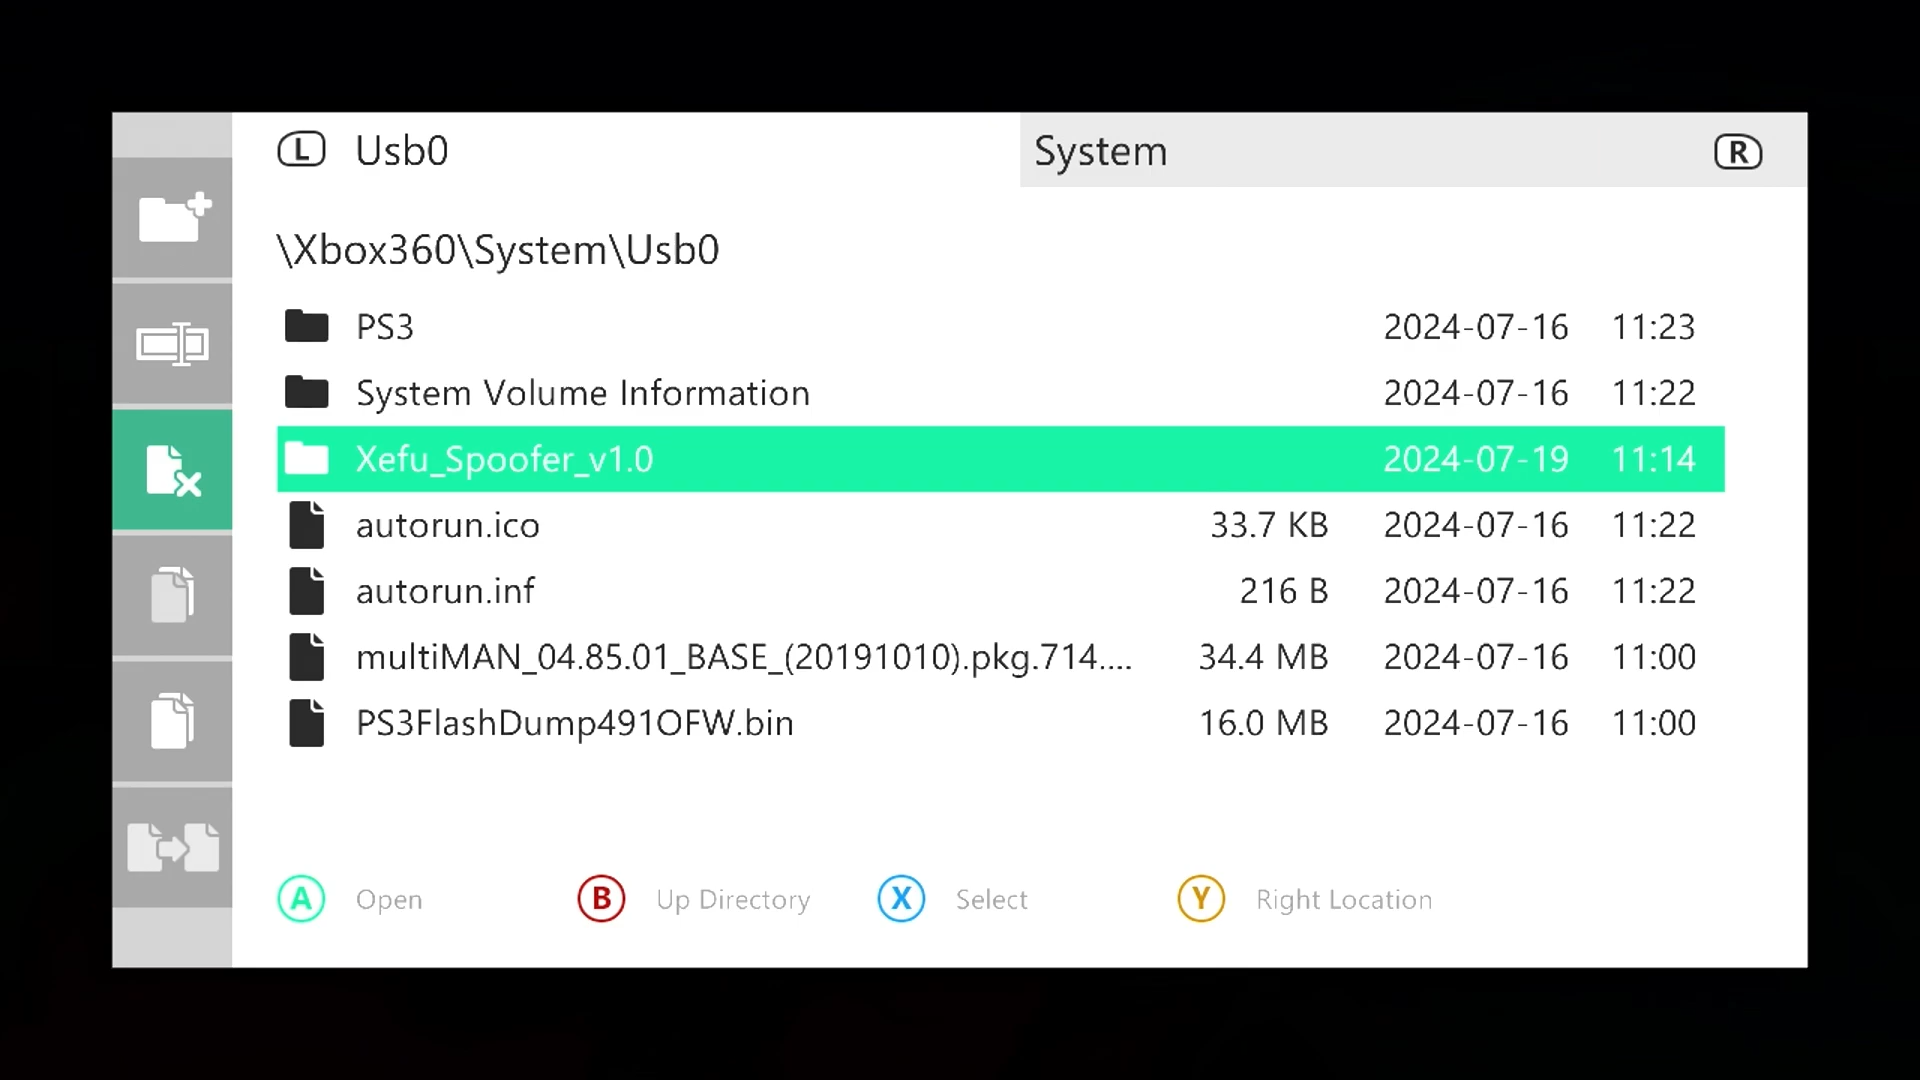 L Usb0 System R
\Xbox360\System\Usb0
PS3 2024-07-16 11:23
System Volume Information 2024-07-16 11:22
Xefu_Spoofer_v1.0 2024-07-19 11:14
autorun.ico 33.7 KB 2024-07-16 11:22
autorun.inf 216 B 2024-07-16 11:22
multiMAN_04.85.01_BASE_(20191010).pkg.714.... 34.4 MB 2024-07-16 11:00
PS3FlashDump491OFW.bin 16.0 MB 2024-07-16 11:00
A Open B Up Directory X Select Y Right Location